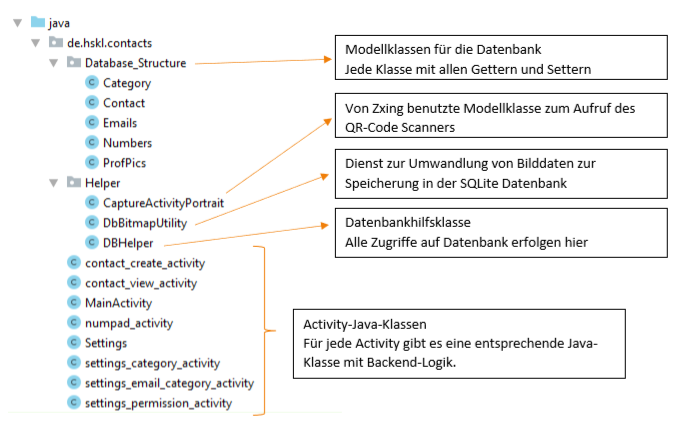 java
de.hskl.contacts
Database_Structure
Category
Contact
Emails
Numbers
ProfPics
Helper
CaptureActivityPortrait
DbBitmapUtility
DBHelper
contact_create_activity
contact_view_activity
MainActivity
numpad_activity
Settings
settings_category_activity
settings_email_category_activity
settings_permission_activity
Modellklassen für die Datenbank
Jede Klasse mit allen Gettern und Settern
Von Zxing benutzte Modellklasse zum Aufruf des
QR-Code Scanners
Dienst zur Umwandlung von Bilddaten zur
Speicherung in der SQLite Datenbank
Datenbankhilfsklasse
Alle Zugriffe auf Datenbank erfolgen hier
Activity-Java-Klassen
Für jede Activity gibt es eine entsprechende Java-
Klasse mit Backend-Logik.